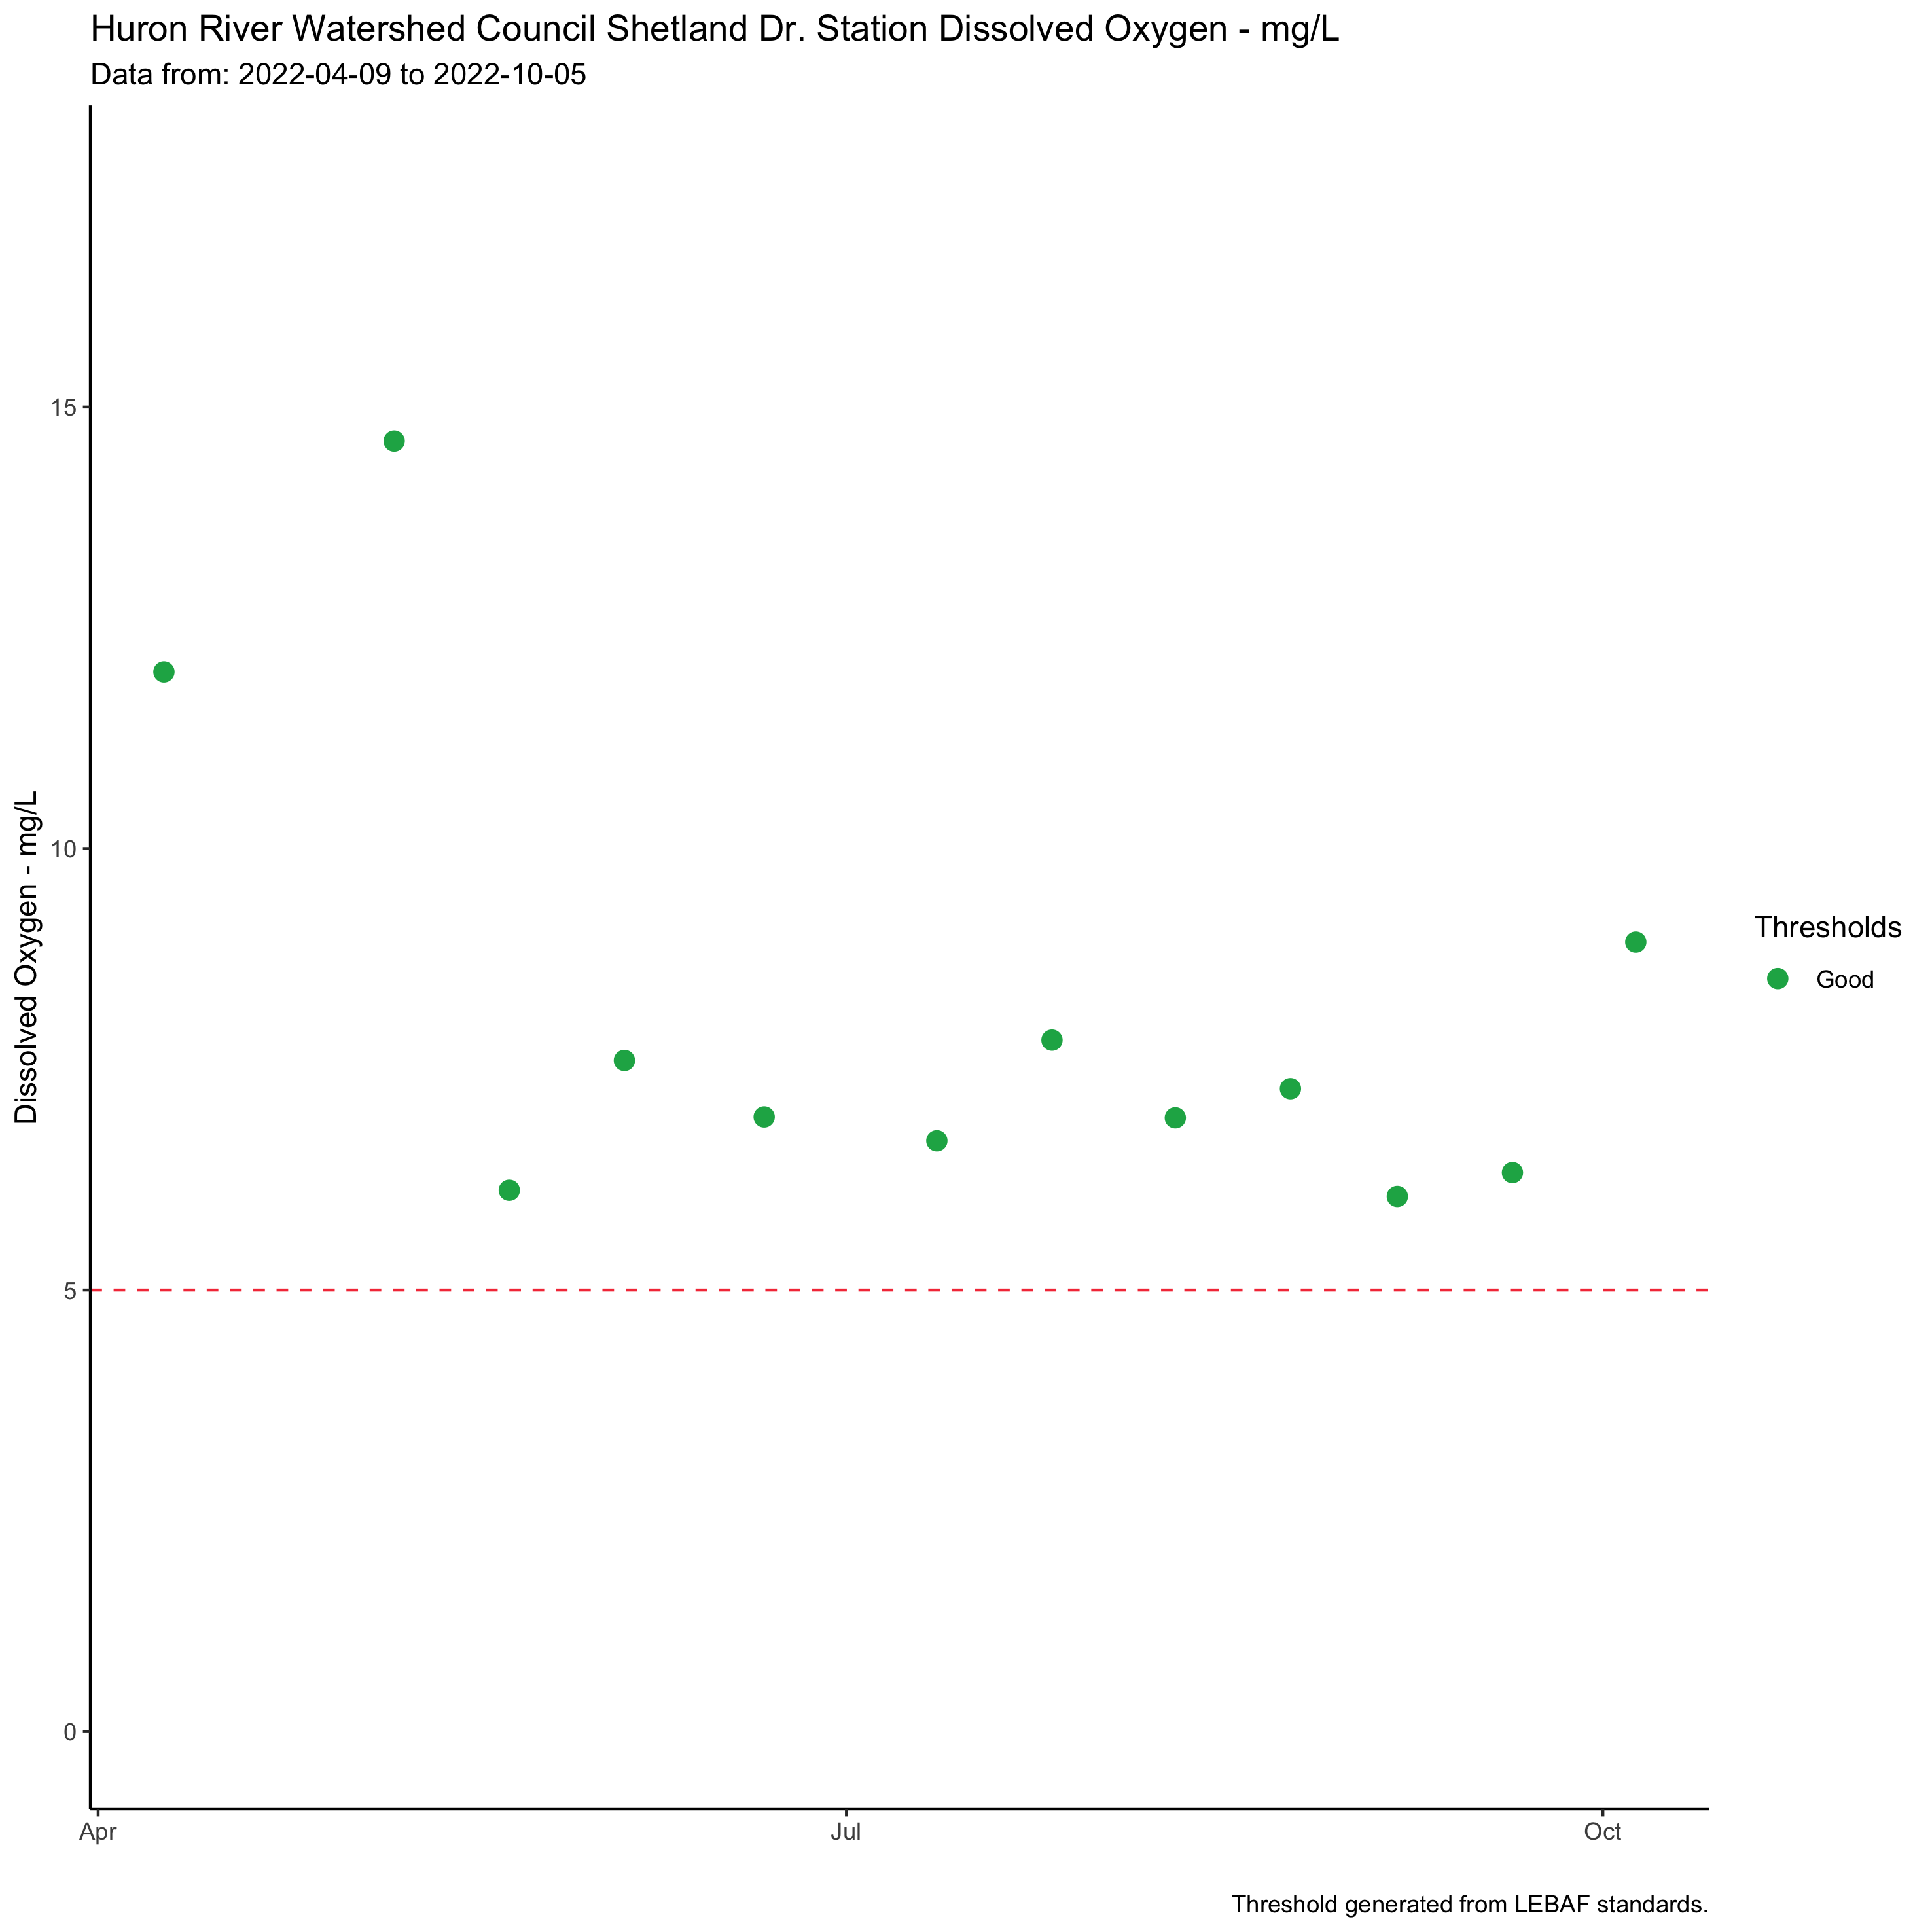 Huron River Watershed Council Shetland Dr. Station Dissolved Oxygen - mg/L
Data from: 2022-04-09 to 2022-10-05
Dissolved Oxygen - mg/L
15
10
5
0
Apr
Jul
Oct
Thresholds
Good
Threshold generated from LEBAF standards.